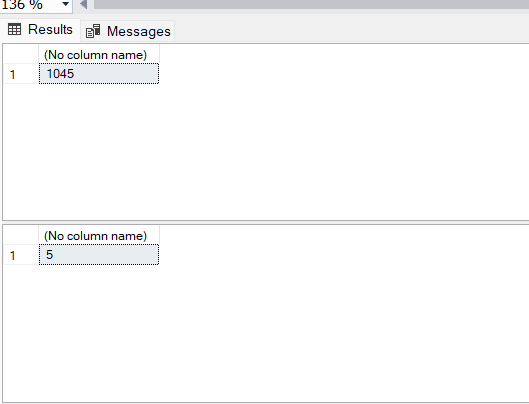 136 %
Results Messages
(No column name)
1 1045
(No column name)
1 5